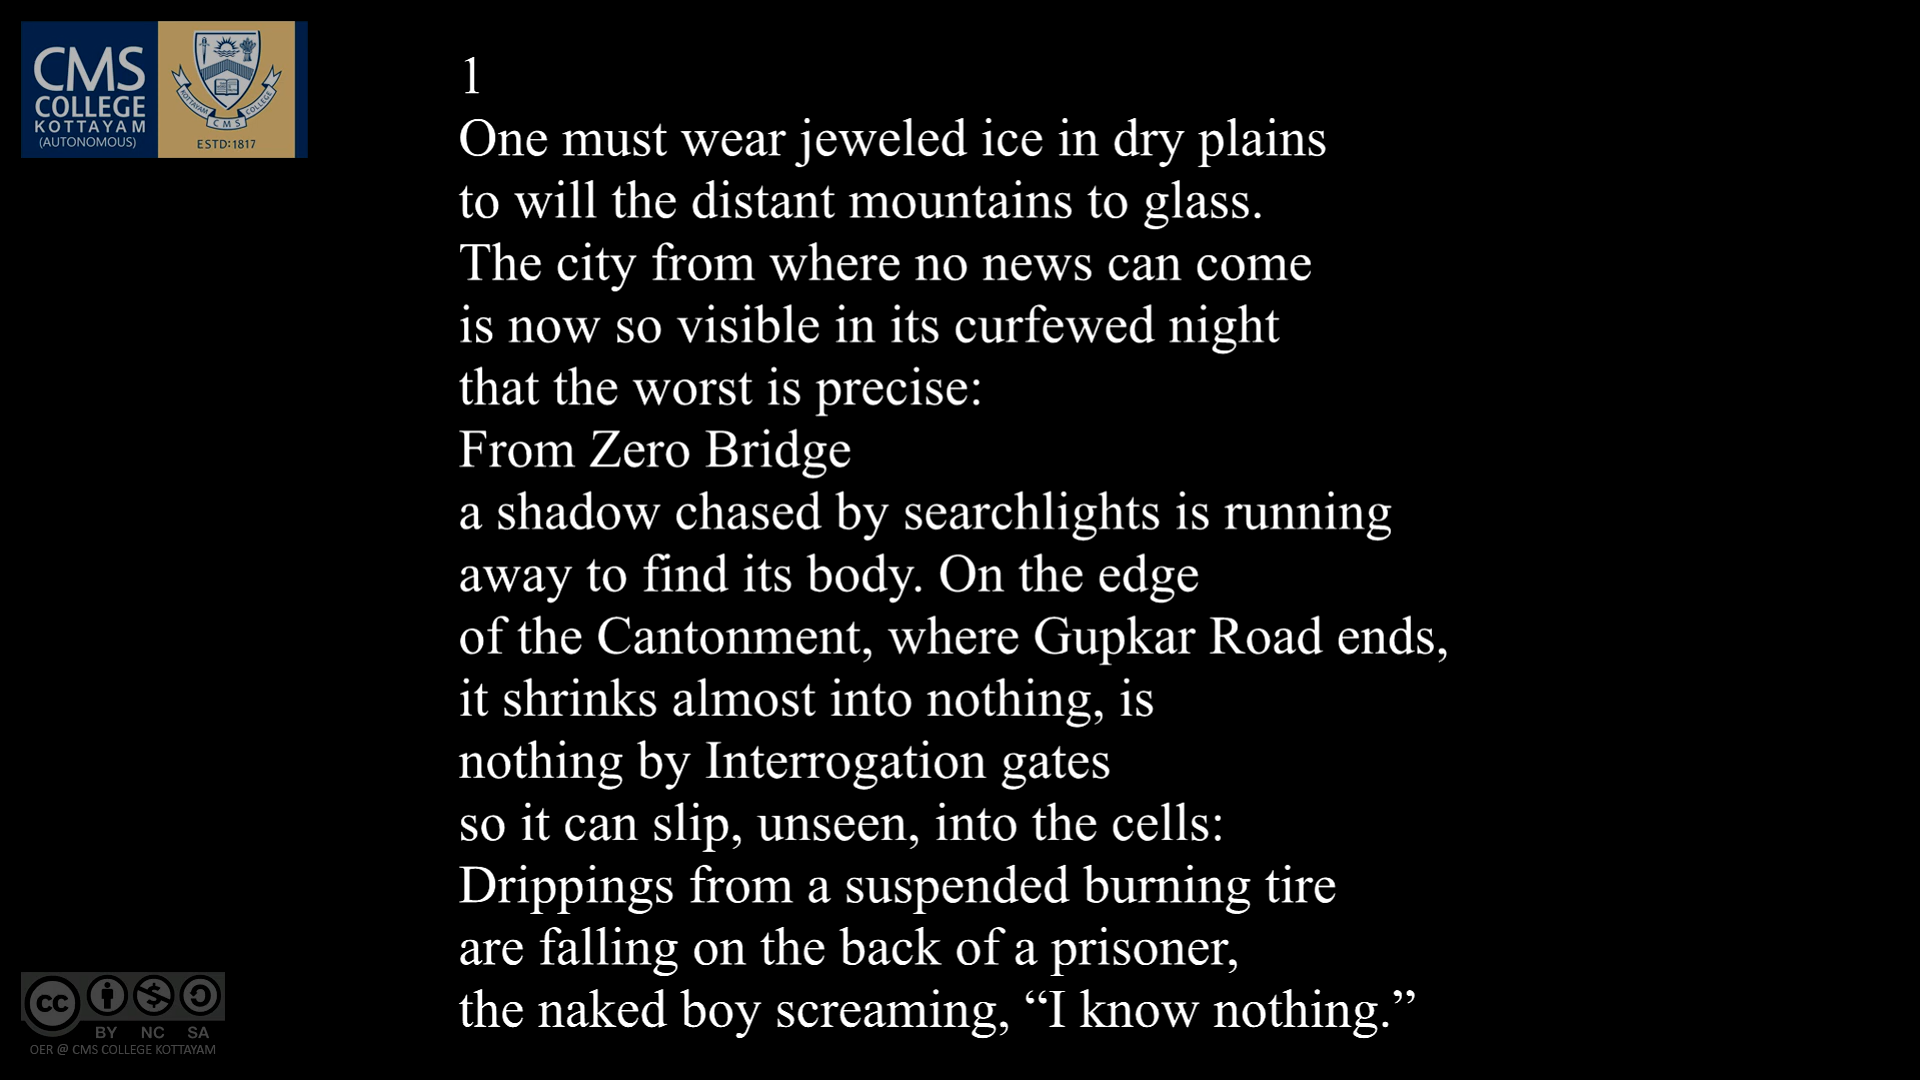 CMS
COLLEGE
KOTTAYAM
(AUTONOMOUS)
KOTTAYAM CMS COLLEGE
ESTD:1817
1
One must wear jeweled ice in dry plains
to will the distant mountains to glass.
The city from where no news can come
is now so visible in its curfewed night
that the worst is precise:
From Zero Bridge
a shadow chased by searchlights is running
away to find its body. On the edge
of the Cantonment, where Gupkar Road ends,
it shrinks almost into nothing, is
nothing by Interrogation gates
so it can slip, unseen, into the cells:
Drippings from a suspended burning tire
are falling on the back of a prisoner,
the naked boy screaming, “I know nothing.”
cc
BY NC SA
OER @ CMS COLLEGE KOTTAYAM